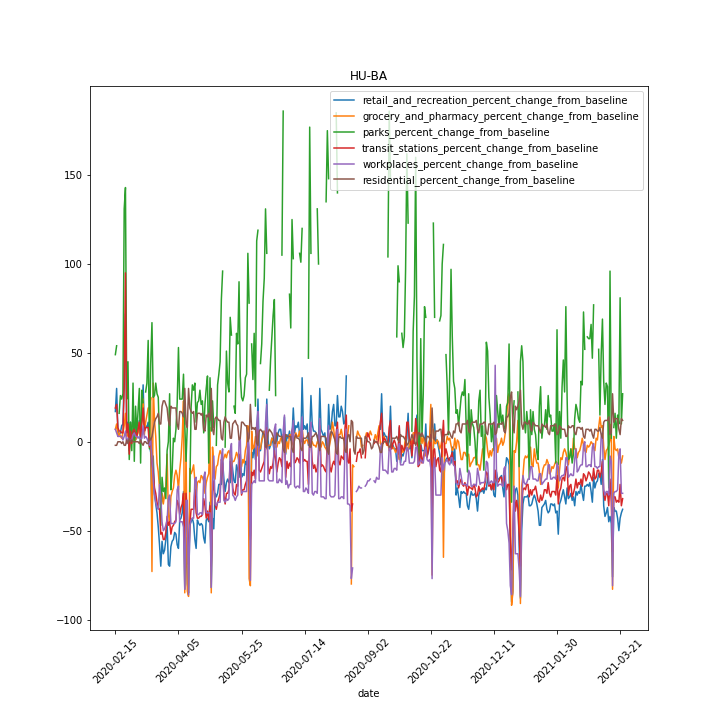 HU-BA
retail_and_recreation_percent_change_from_baseline
grocery_and_pharmacy_percent_change_from_baseline
parks_percent_change_from_baseline
transit_stations_percent_change_from_baseline
workplaces_percent_change_from_baseline
residential_percent_change_from_baseline
150
100
50
0
−50
−100
2020-02-15
2020-04-05
2020-05-25
2020-07-14
2020-09-02
2020-10-22
2020-12-11
2021-01-30
2021-03-21
date